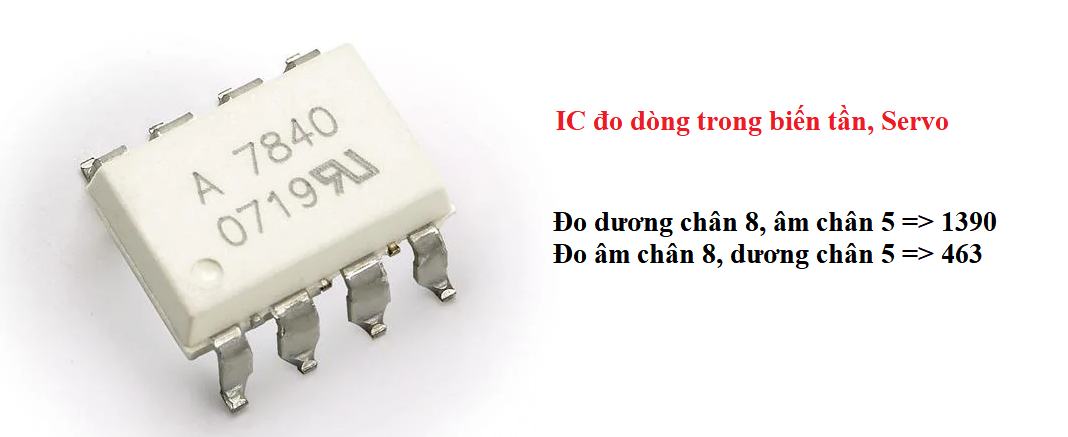 A 7840
0719
IC đo dòng trong biến tần, Servo
Đo dương chân 8, âm chân 5 => 1390
Đo âm chân 8, dương chân 5 => 463